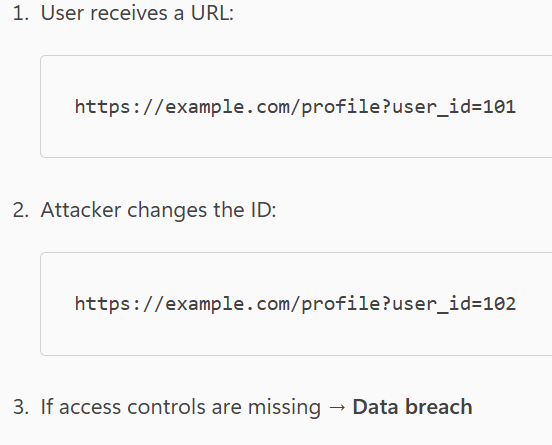 1. User receives a URL:
https://example.com/profile?user_id=101
2. Attacker changes the ID:
https://example.com/profile?user_id=102
3. If access controls are missing → Data breach